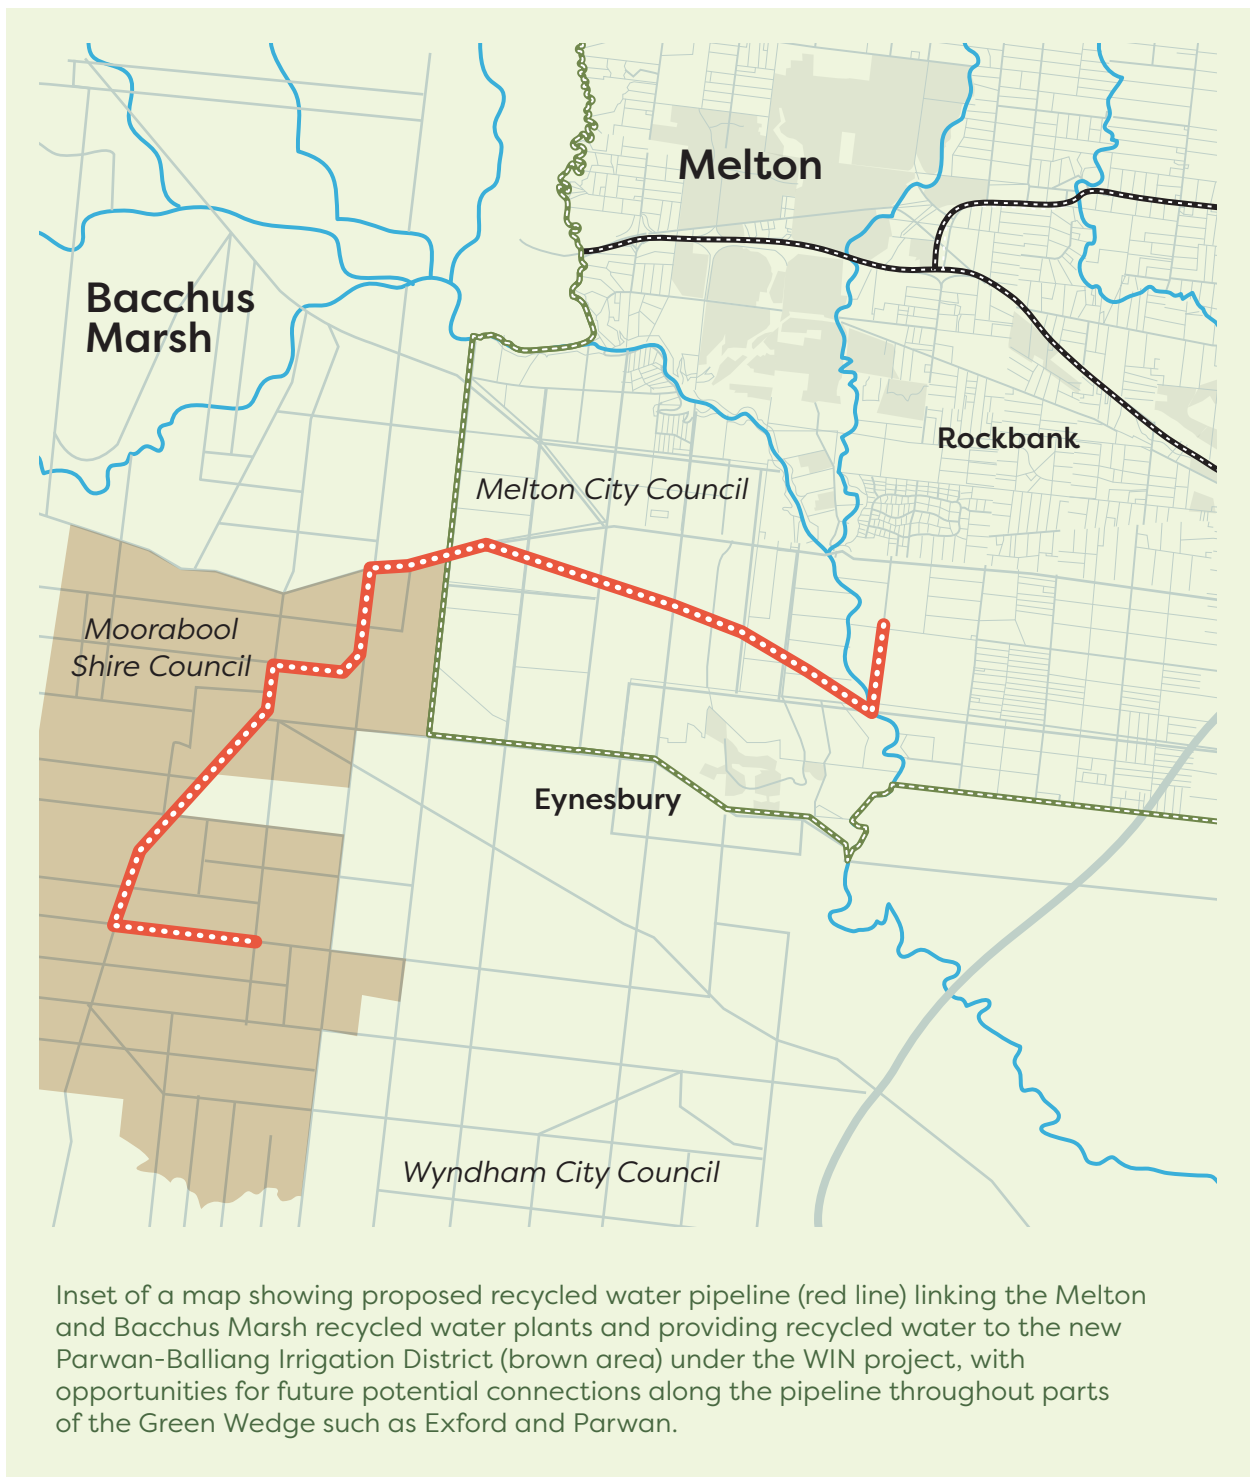 Melton
Bacchus
Marsh
Rockbank
Melton City Council
Moorabool
Shire Council
Eynesbury
Wyndham City Council
Inset of a map showing proposed recycled water pipeline (red line) linking the Melton
and Bacchus Marsh recycled water plants and providing recycled water to the new
Parwan-Balliang Irrigation District (brown area) under the WIN project, with
opportunities for future potential connections along the pipeline throughout parts
of the Green Wedge such as Exford and Parwan.